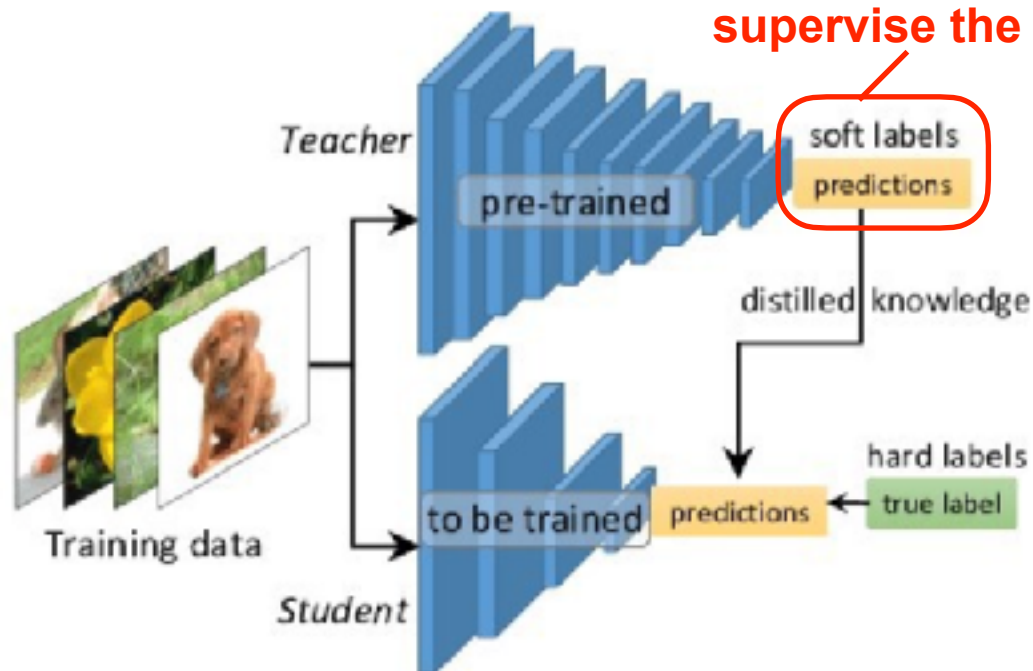 supervise the
Teacher
soft labels
predictions
pre-trained
distilled knowledge
hard labels
true label
to be trained
predictions
Training data
Student